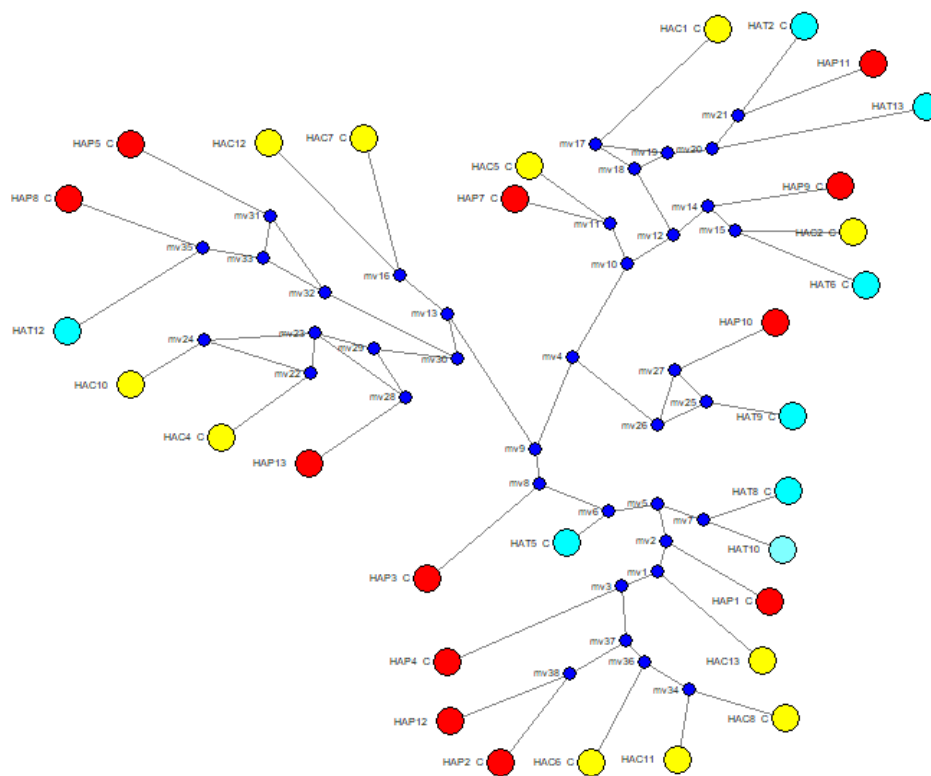 HAC1 C
HAT2 C
HAP11
HAT13
mv21
HAP5 C
HAC12
HAC7 C
mv17
mv19
mv20
mv18
HAC5 C
HAP7 C
HAP9 C
HAP8 C
mv31
mv11
mv14
mv15
HAC2 C
mv12
mv35
mv33
mv16
mv10
HAT6 C
mv32
mv13
HAP10
HAT12
mv24
mv23
mv29
mv30
mv4
mv22
mv27
HAC10
mv28
mv25
HAT9 C
mv26
HAC4 C
mv9
HAP13
mv8
HAT8 C
mv6
mv5
mv7
HAT5 C
mv2
HAT10
HAP3 C
mv1
mv3
HAP1 C
mv37
HAP4 C
mv36
HAC13
mv38
mv34
HAP12
HAC8 C
HAP2 C
HAC6 C
HAC11